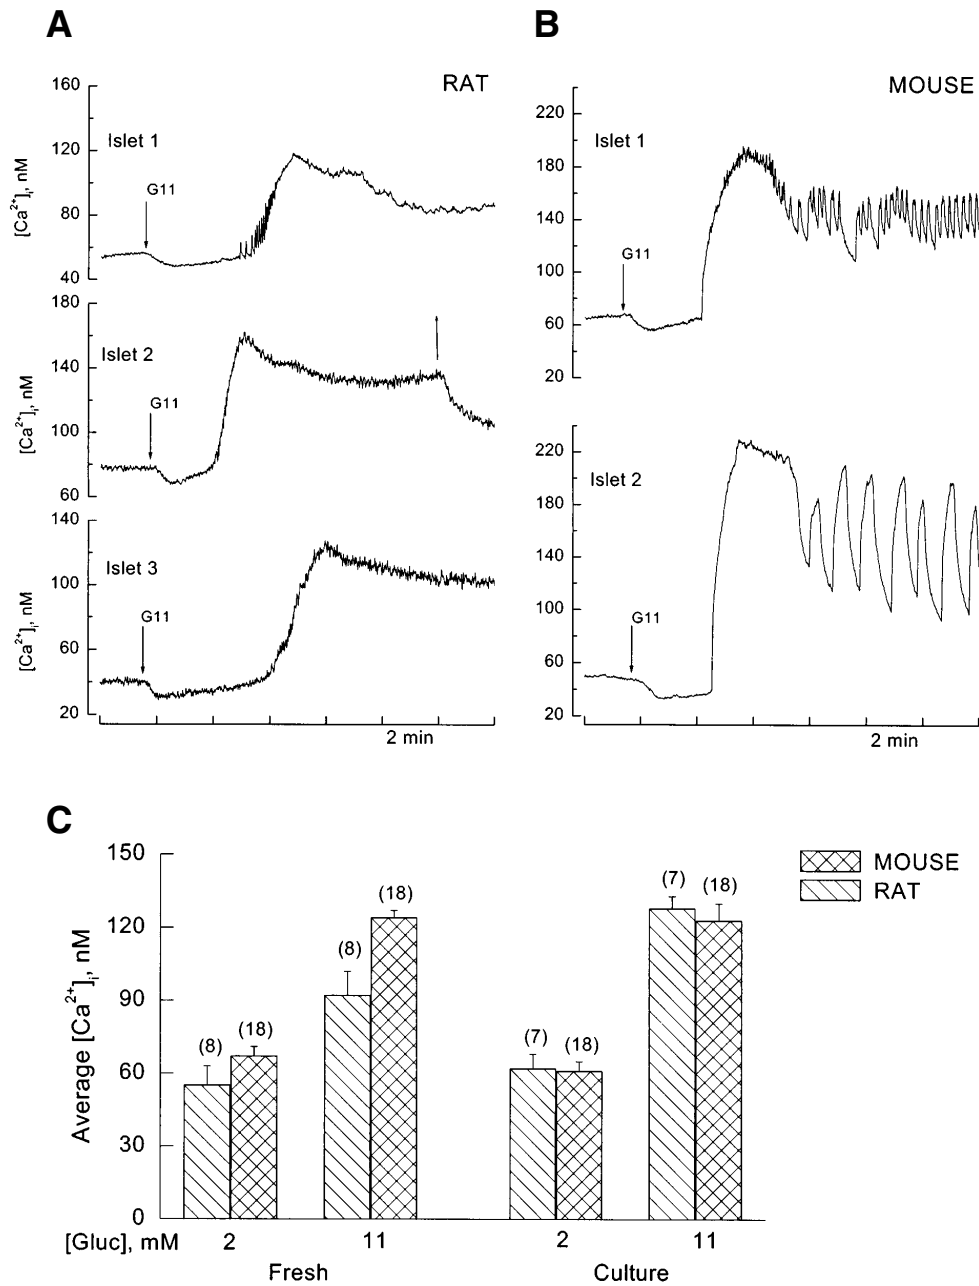 A
RAT
160
120
80
40
[Ca²⁺]ᵢ, nM
Islet 1
G11
180
140
100
60
[Ca²⁺]ᵢ, nM
Islet 2
G11
140
100
60
20
[Ca²⁺]ᵢ, nM
Islet 3
G11
2 min
B
MOUSE
220
180
140
100
60
20
Islet 1
G11
220
180
140
100
60
20
Islet 2
G11
2 min
C
150
120
90
60
30
0
Average [Ca²⁺]ᵢ, nM
MOUSE
RAT
(8) (18) (8) (18) (7) (18) (7) (18)
[Gluc], mM 2 11 2 11
Fresh Culture